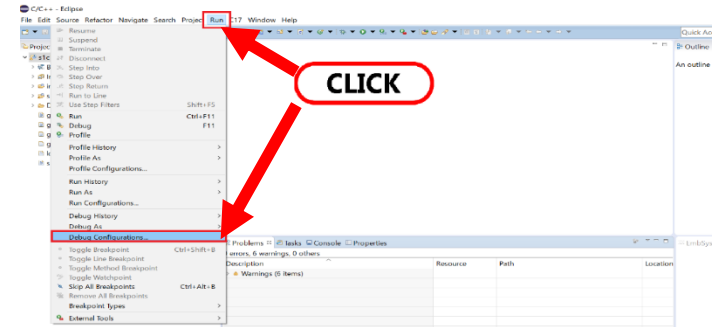 C/C++ - Eclipse
File Edit Source Refactor Navigate Search Project Run C17 Window Help
Quick Ac
Projec
s1c
Resume
Suspend
Terminate
Disconnect
Step Into
Step Over
Step Return
Run to Line
Use Step Filters Shift+F5
Run Ctrl+F11
Debug F11
Profile
Profile History
Profile As
Profile Configurations...
Run History
Run As
Run Configurations...
Debug History
Debug As
Debug Configurations...
Toggle Breakpoint Ctrl+Shift+B
Toggle Line Breakpoint
Toggle Method Breakpoint
Toggle Watchpoint
Skip All Breakpoints Ctrl+Alt+B
Remove All Breakpoints
Breakpoint Types
External Tools
CLICK
Outline
An outline
Problems Tasks Console Properties
errors, 6 warnings, 0 others
Description Resource Path Location
Warnings (6 items)
EmbSys